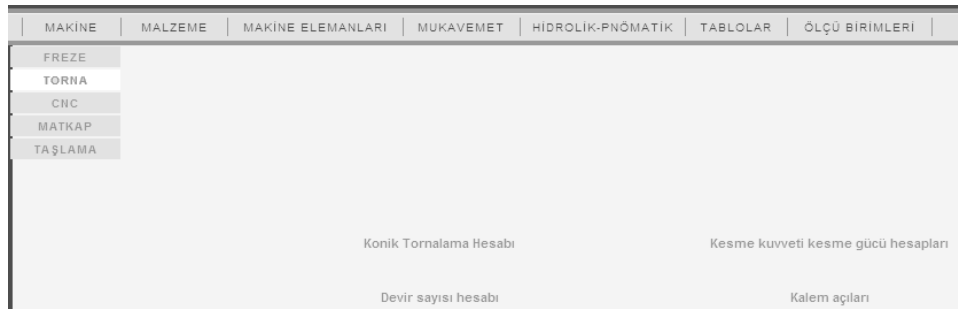 MAKİNE MALZEME MAKİNE ELEMANLARI MUKAVEMET HİDROLİK-PNÖMATİK TABLOLAR ÖLÇÜ BİRİMLERİ
FREZE
TORNA
CNC
MATKAP
TAŞLAMA
Konik Tornalama Hesabı Kesme kuvveti kesme gücü hesapları
Devir sayısı hesabı Kalem açıları